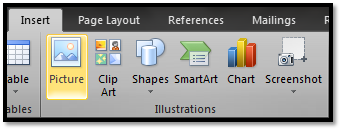 Insert Page Layout References Mailings R
able Picture Clip Art Shapes SmartArt Chart Screenshot
ables Illustrations